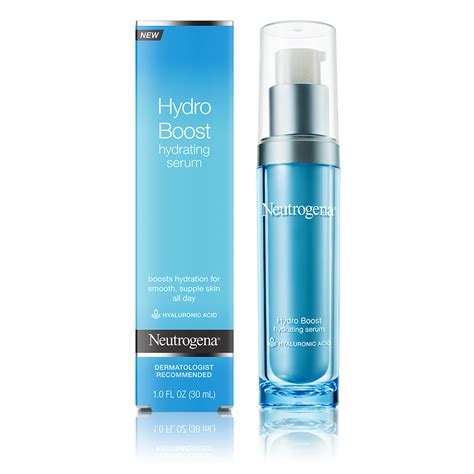 NEW
Hydro
Boost
hydrating
serum
boosts hydration for
smooth, supple skin
all day
HYALURONIC ACID
Neutrogena®
DERMATOLOGIST
RECOMMENDED
1.0 FL OZ (30 mL)
Neutrogena®
Hydro Boost
hydrating serum
HYALURONIC ACID